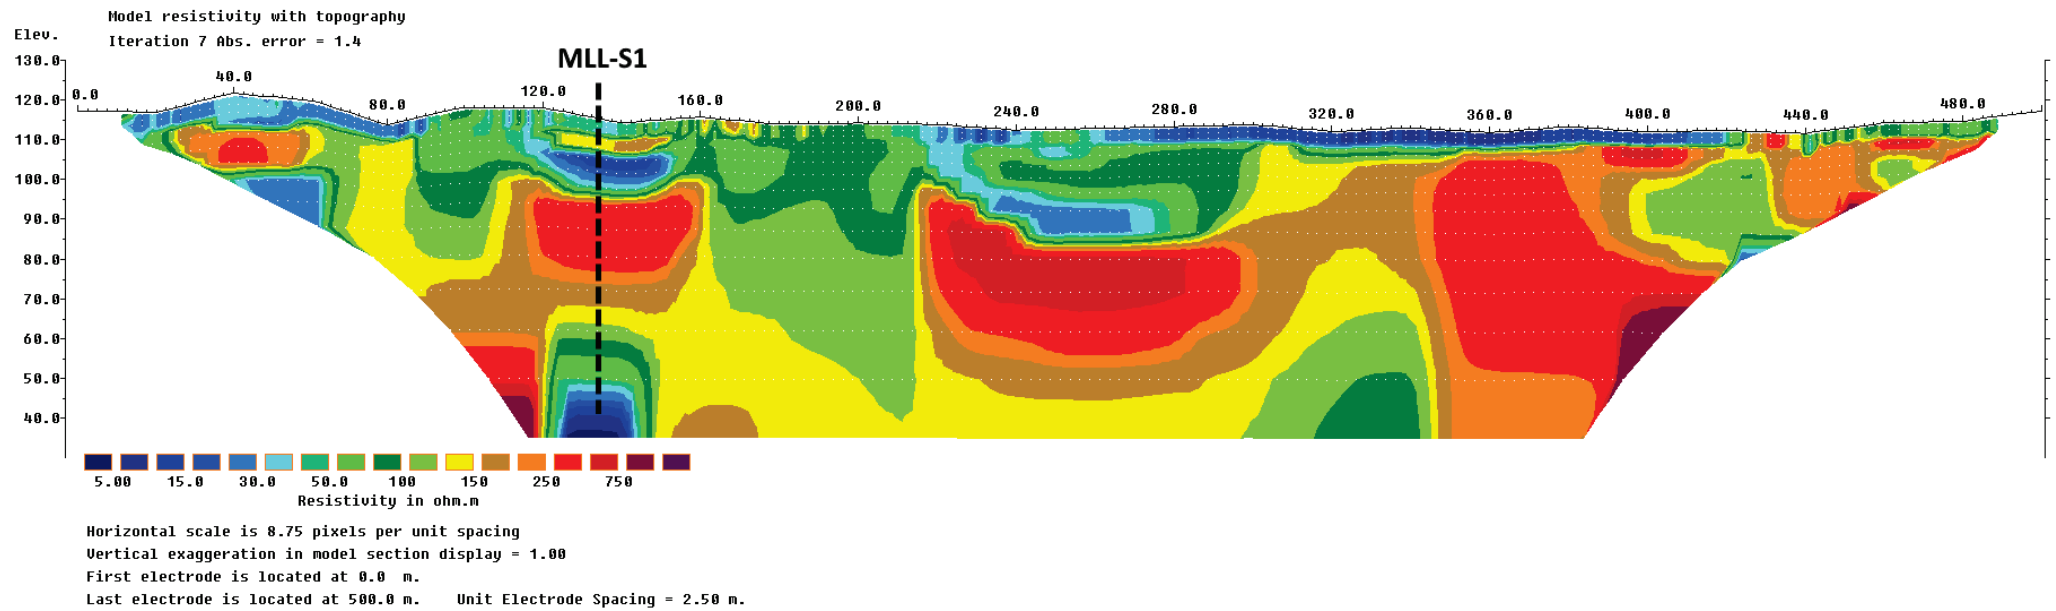 Model resistivity with topography
Elev.
Iteration 7 Abs. error = 1.4
MLL-S1
130.0
120.0
110.0
100.0
90.0
80.0
70.0
60.0
50.0
40.0
0.0 40.0 80.0 120.0 160.0 200.0 240.0 280.0 320.0 360.0 400.0 440.0 480.0
5.00 15.0 30.0 50.0 100 150 250 750
Resistivity in ohm.m
Horizontal scale is 8.75 pixels per unit spacing
Vertical exaggeration in model section display = 1.00
First electrode is located at 0.0 m.
Last electrode is located at 500.0 m. Unit Electrode Spacing = 2.50 m.